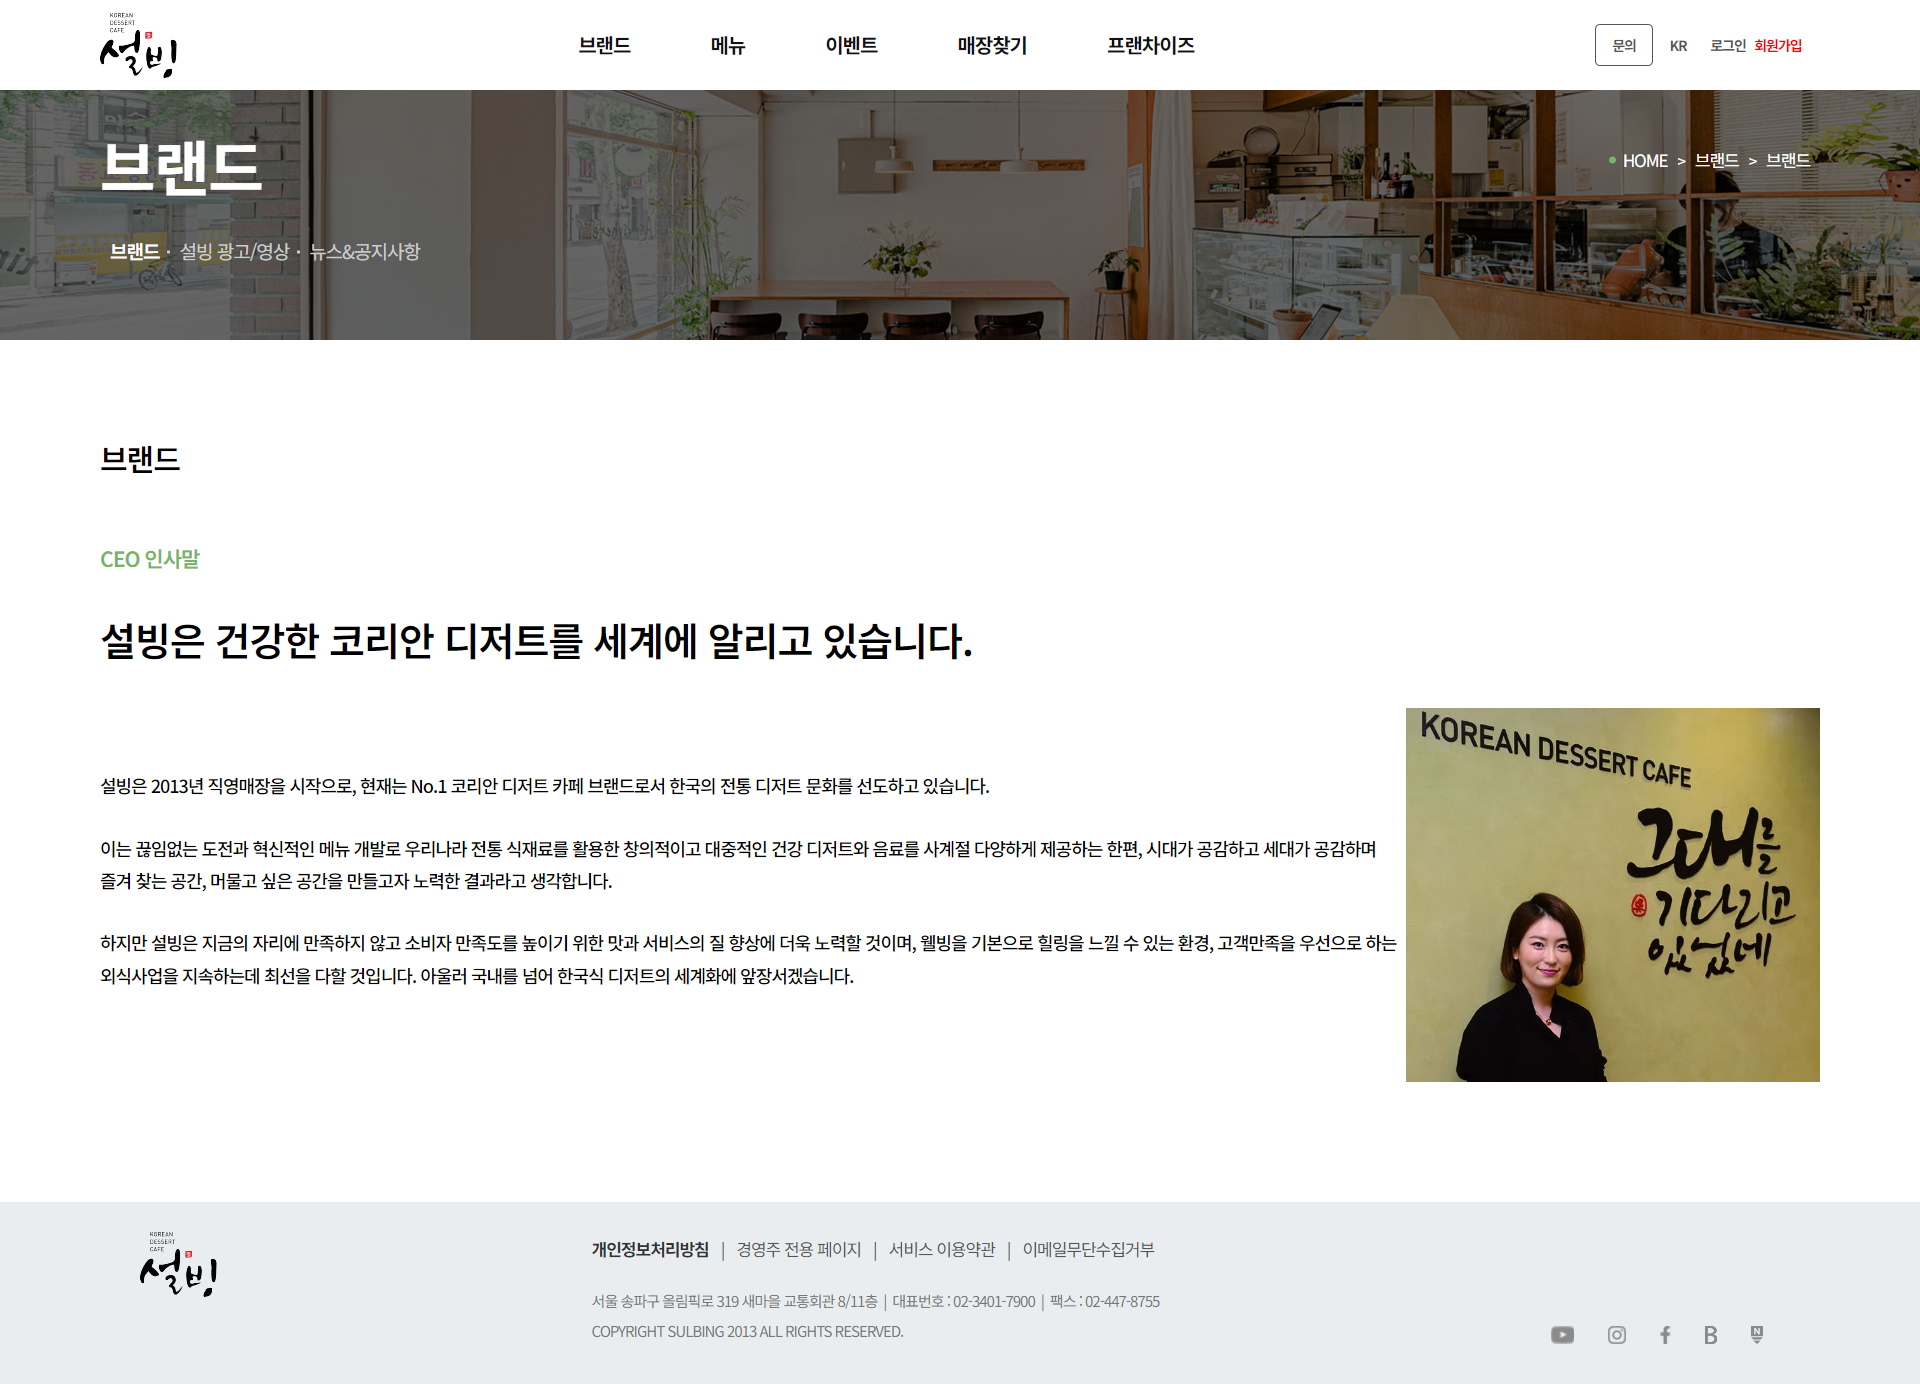 KOREAN
DESSERT
CAFE
설빙
브랜드 메뉴 이벤트 매장찾기 프랜차이즈
문의 KR 로그인 회원가입
브랜드
HOME > 브랜드 > 브랜드
브랜드 · 설빙 광고/영상 · 뉴스&공지사항
브랜드
CEO 인사말
설빙은 건강한 코리안 디저트를 세계에 알리고 있습니다.
설빙은 2013년 직영매장을 시작으로, 현재는 No.1 코리안 디저트 카페 브랜드로서 한국의 전통 디저트 문화를 선도하고 있습니다.
이는 끊임없는 도전과 혁신적인 메뉴 개발로 우리나라 전통 식재료를 활용한 창의적이고 대중적인 건강 디저트와 음료를 사계절 다양하게 제공하는 한편, 시대가 공감하고 세대가 공감하며
즐겨 찾는 공간, 머물고 싶은 공간을 만들고자 노력한 결과라고 생각합니다.
하지만 설빙은 지금의 자리에 만족하지 않고 소비자 만족도를 높이기 위한 맛과 서비스의 질 향상에 더욱 노력할 것이며, 웰빙을 기본으로 힐링을 느낄 수 있는 환경, 고객만족을 우선으로 하는
외식사업을 지속하는데 최선을 다할 것입니다. 아울러 국내를 넘어 한국식 디저트의 세계화에 앞장서겠습니다.
KOREAN DESSERT CAFE
그대를
기다리고
있었네
KOREAN
DESSERT
CAFE
설빙
개인정보처리방침 | 경영주 전용 페이지 | 서비스 이용약관 | 이메일무단수집거부
서울 송파구 올림픽로 319 새마을 교통회관 8/11층 | 대표번호 : 02-3401-7900 | 팩스 : 02-447-8755
COPYRIGHT SULBING 2013 ALL RIGHTS RESERVED.
B
N